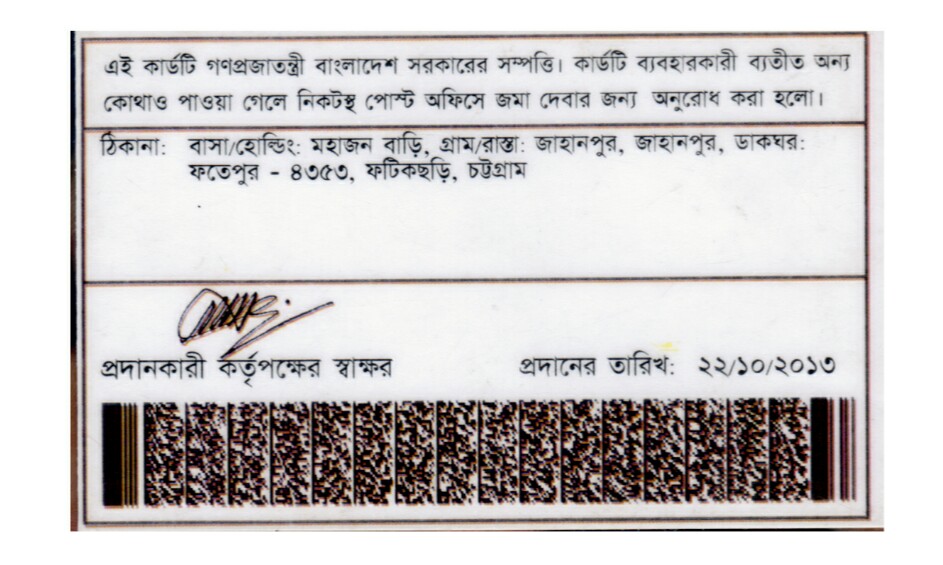 এই কার্ডটি গণপ্রজাতন্ত্রী বাংলাদেশ সরকারের সম্পত্তি। কার্ডটি ব্যবহারকারী ব্যতীত অন্য
কোথাও পাওয়া গেলে নিকটস্থ পোস্ট অফিসে জমা দেবার জন্য অনুরোধ করা হলো।
ঠিকানা: বাসা/হোল্ডিং: মহাজন বাড়ি, গ্রাম/রাস্তা: জাহানপুর, জাহানপুর, ডাকঘর:
ফতেপুর - ৪৩৫৩, ফটিকছড়ি, চট্টগ্রাম
প্রদানকারী কর্তৃপক্ষের স্বাক্ষর প্রদানের তারিখ: ২২/১০/২০১৩